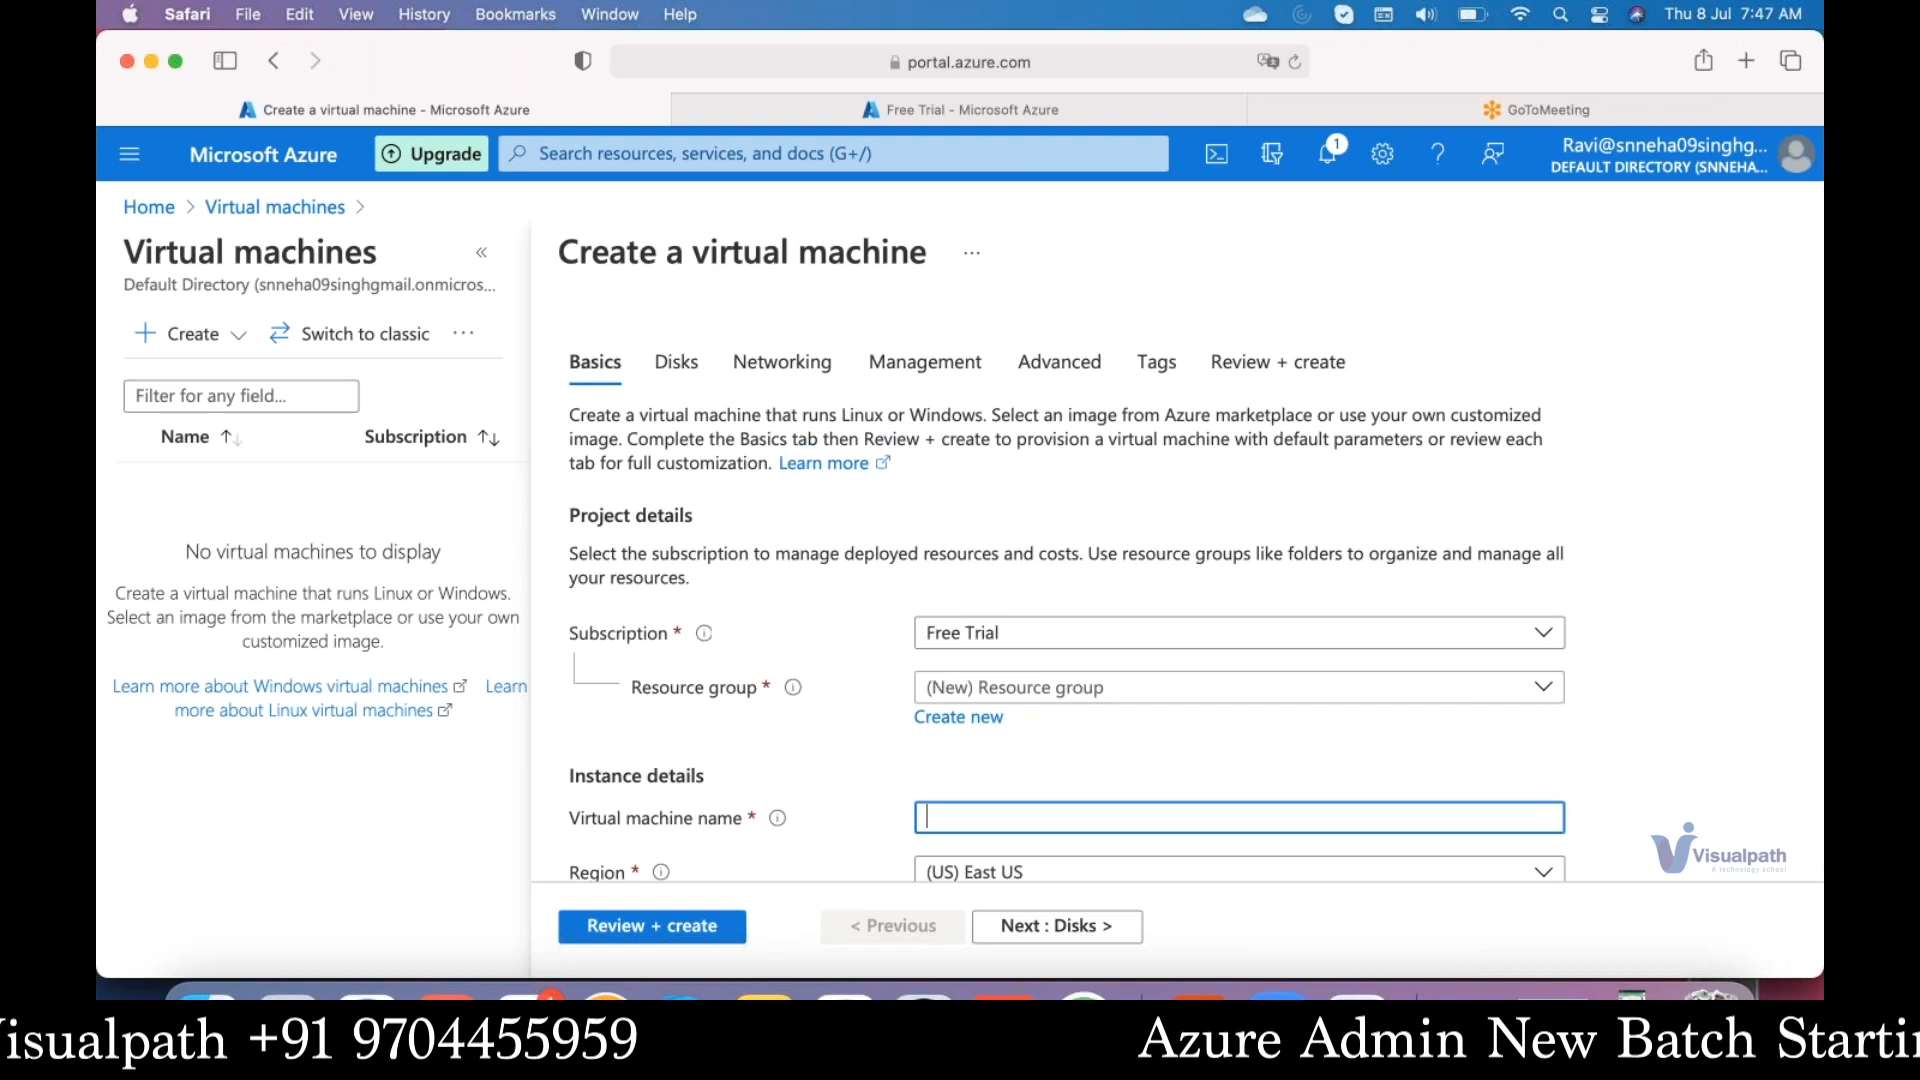 Safari File Edit View History Bookmarks Window Help Thu 8 Jul 7:47 AM
portal.azure.com
Create a virtual machine - Microsoft Azure Free Trial - Microsoft Azure GoToMeeting
Microsoft Azure Upgrade Search resources, services, and docs (G+/) 1 Ravi@snneha09singhg...
DEFAULT DIRECTORY (SNNEHA...
Home > Virtual machines >
Virtual machines «
Default Directory (snneha09singhgmail.onmicros...
+ Create Switch to classic ...
Filter for any field...
Name ↑↓ Subscription ↑↓
No virtual machines to display
Create a virtual machine that runs Linux or Windows.
Select an image from the marketplace or use your own
customized image.
Learn more about Windows virtual machines Learn
more about Linux virtual machines
Create a virtual machine ...
Basics Disks Networking Management Advanced Tags Review + create
Create a virtual machine that runs Linux or Windows. Select an image from Azure marketplace or use your own customized
image. Complete the Basics tab then Review + create to provision a virtual machine with default parameters or review each
tab for full customization. Learn more
Project details
Select the subscription to manage deployed resources and costs. Use resource groups like folders to organize and manage all
your resources.
Subscription * Free Trial
Resource group * (New) Resource group
Create new
Instance details
Virtual machine name *
Region * (US) East US
Review + create < Previous Next : Disks >
Visualpath
A technology school
isualpath +91 9704455959 Azure Admin New Batch Starti